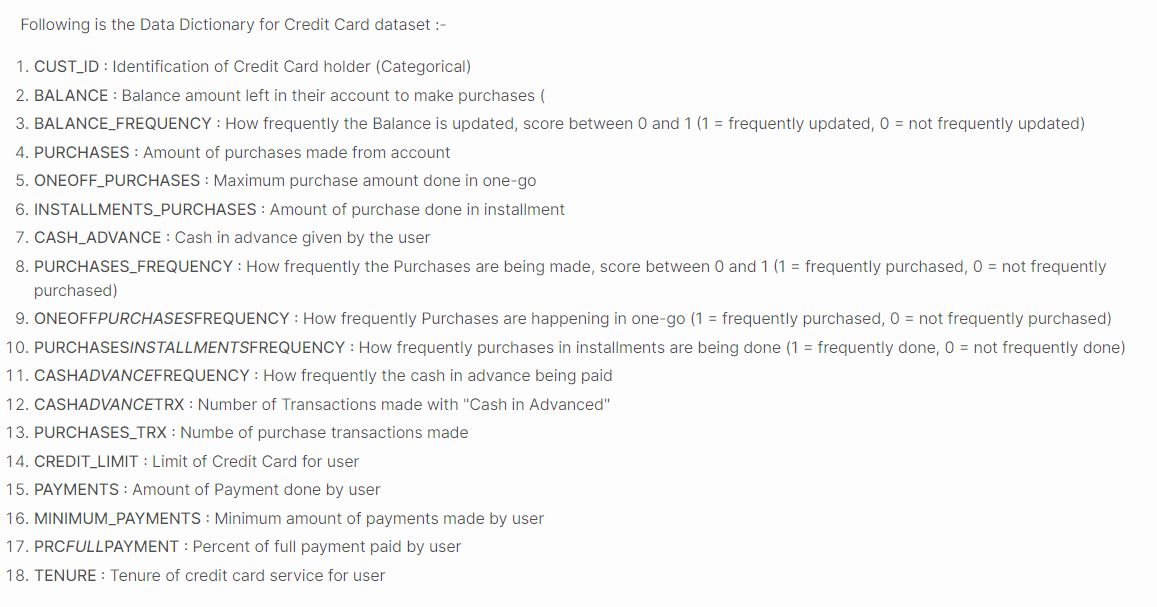 Following is the Data Dictionary for Credit Card dataset :-
1. CUST_ID : Identification of Credit Card holder (Categorical)
2. BALANCE : Balance amount left in their account to make purchases (
3. BALANCE_FREQUENCY : How frequently the Balance is updated, score between 0 and 1 (1 = frequently updated, 0 = not frequently updated)
4. PURCHASES : Amount of purchases made from account
5. ONEOFF_PURCHASES : Maximum purchase amount done in one-go
6. INSTALLMENTS_PURCHASES : Amount of purchase done in installment
7. CASH_ADVANCE : Cash in advance given by the user
8. PURCHASES_FREQUENCY : How frequently the Purchases are being made, score between 0 and 1 (1 = frequently purchased, 0 = not frequently
purchased)
9. ONEOFFPURCHASESFREQUENCY : How frequently Purchases are happening in one-go (1 = frequently purchased, 0 = not frequently purchased)
10. PURCHASESINSTALLMENTSFREQUENCY : How frequently purchases in installments are being done (1 = frequently done, 0 = not frequently done)
11. CASHADVANCEFREQUENCY : How frequently the cash in advance being paid
12. CASHADVANCETRX : Number of Transactions made with "Cash in Advanced"
13. PURCHASES_TRX : Numbe of purchase transactions made
14. CREDIT_LIMIT : Limit of Credit Card for user
15. PAYMENTS : Amount of Payment done by user
16. MINIMUM_PAYMENTS : Minimum amount of payments made by user
17. PRCFULLPAYMENT : Percent of full payment paid by user
18. TENURE : Tenure of credit card service for user